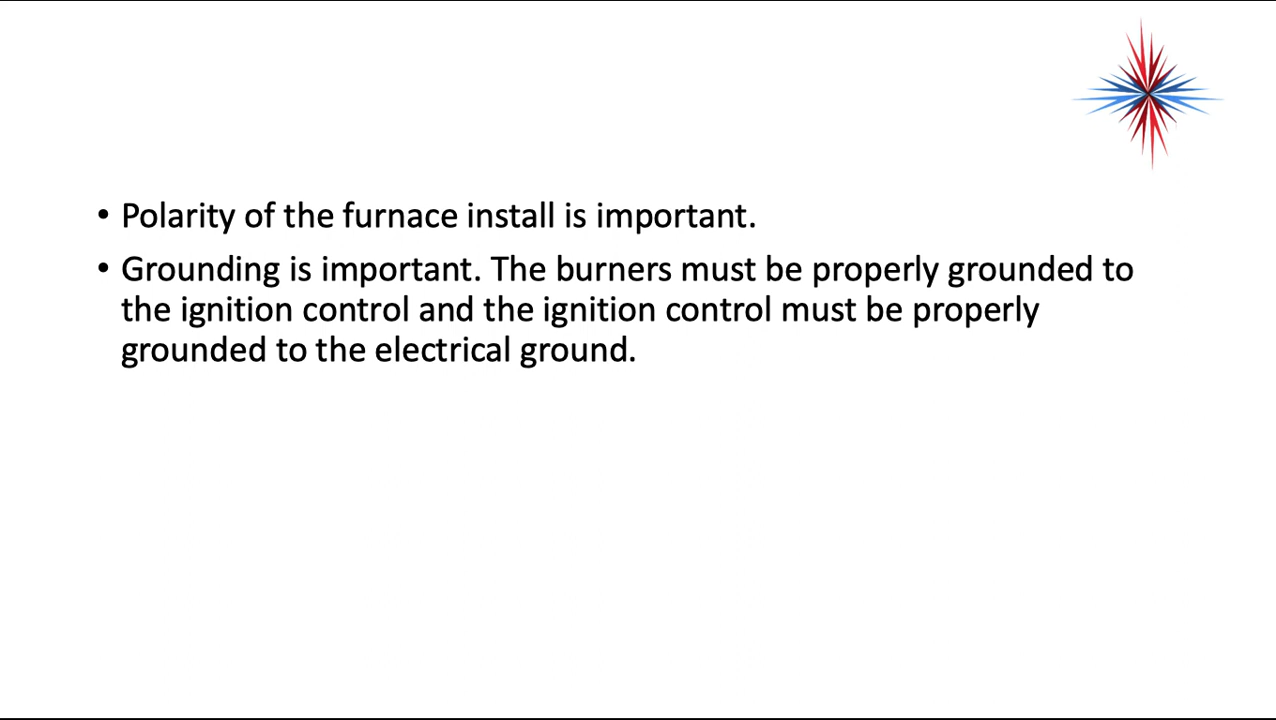 • Polarity of the furnace install is important.
• Grounding is important. The burners must be properly grounded to
the ignition control and the ignition control must be properly
grounded to the electrical ground.